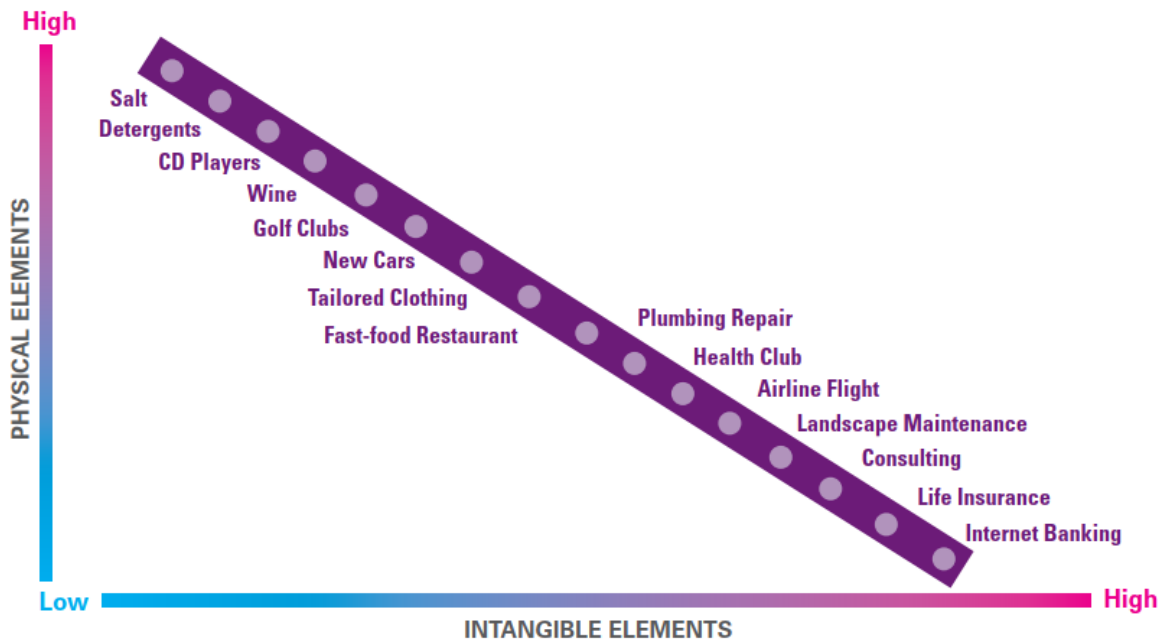 High
Salt
Detergents
CD Players
Wine
Golf Clubs
New Cars
Tailored Clothing
Fast-food Restaurant
Plumbing Repair
Health Club
Airline Flight
Landscape Maintenance
Consulting
Life Insurance
Internet Banking
PHYSICAL ELEMENTS
Low
High
INTANGIBLE ELEMENTS